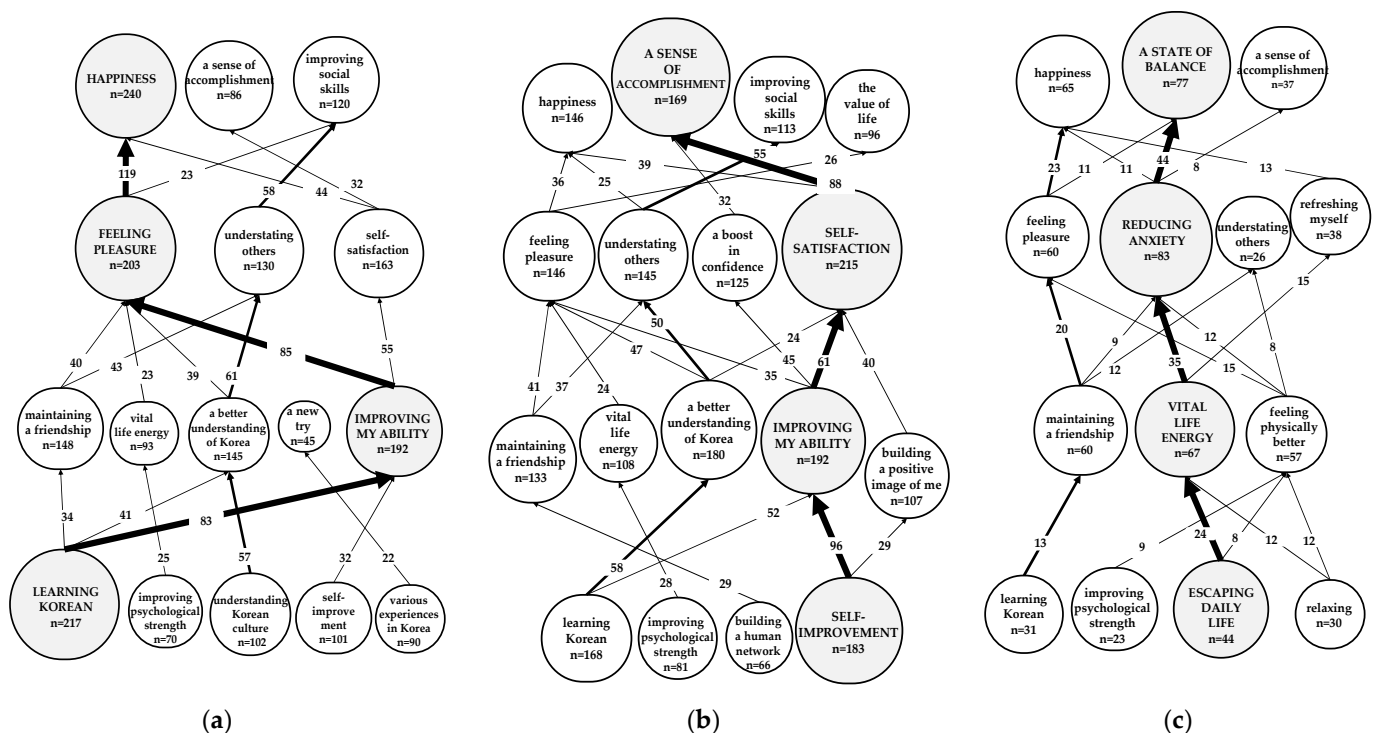 HAPPINESS
n=240
a sense of
accomplishment
n=86
improving
social
skills
n=120
119
23
58
44
32
FEELING
PLEASURE
n=203
understating
others
n=130
self-
satisfaction
n=163
40
43
23
39
61
85
55
maintaining
a friendship
n=148
vital
life energy
n=93
a better
understanding
of Korea
n=145
a new
try
n=45
IMPROVING
MY ABILITY
n=192
34
41
83
25
57
32
22
LEARNING
KOREAN
n=217
improving
psychological
strength
n=70
understanding
Korean
culture
n=102
self-
improve
ment
n=101
various
experiences
in Korea
n=90
(a)
happiness
n=146
A SENSE
OF
ACCOMPLISHMENT
n=169
improving
social
skills
n=113
the
value of
life
n=96
36
25
39
32
55
88
26
feeling
pleasure
n=146
understating
others
n=145
a boost
in
confidence
n=125
SELF-
SATISFACTION
n=215
41
37
24
47
50
35
45
24
61
40
maintaining
a friendship
n=133
vital
life
energy
n=108
a better
understanding
of Korea
n=180
IMPROVING
MY ABILITY
n=192
building
a positive
image of me
n=107
58
28
29
52
96
29
learning
Korean
n=168
improving
psychological
strength
n=81
building
a human
network
n=66
SELF-
IMPROVEMENT
n=183
(b)
happiness
n=65
A STATE OF
BALANCE
n=77
a sense of
accomplishment
n=37
23
11
11
44
8
13
feeling
pleasure
n=60
REDUCING
ANXIETY
n=83
understating
others
n=26
refreshing
myself
n=38
20
9
12
35
12
15
8
15
maintaining
a friendship
n=60
VITAL
LIFE
ENERGY
n=67
feeling
physically
better
n=57
13
9
24
8
12
12
learning
Korean
n=31
improving
psychological
strength
n=23
ESCAPING
DAILY
LIFE
n=44
relaxing
n=30
(c)